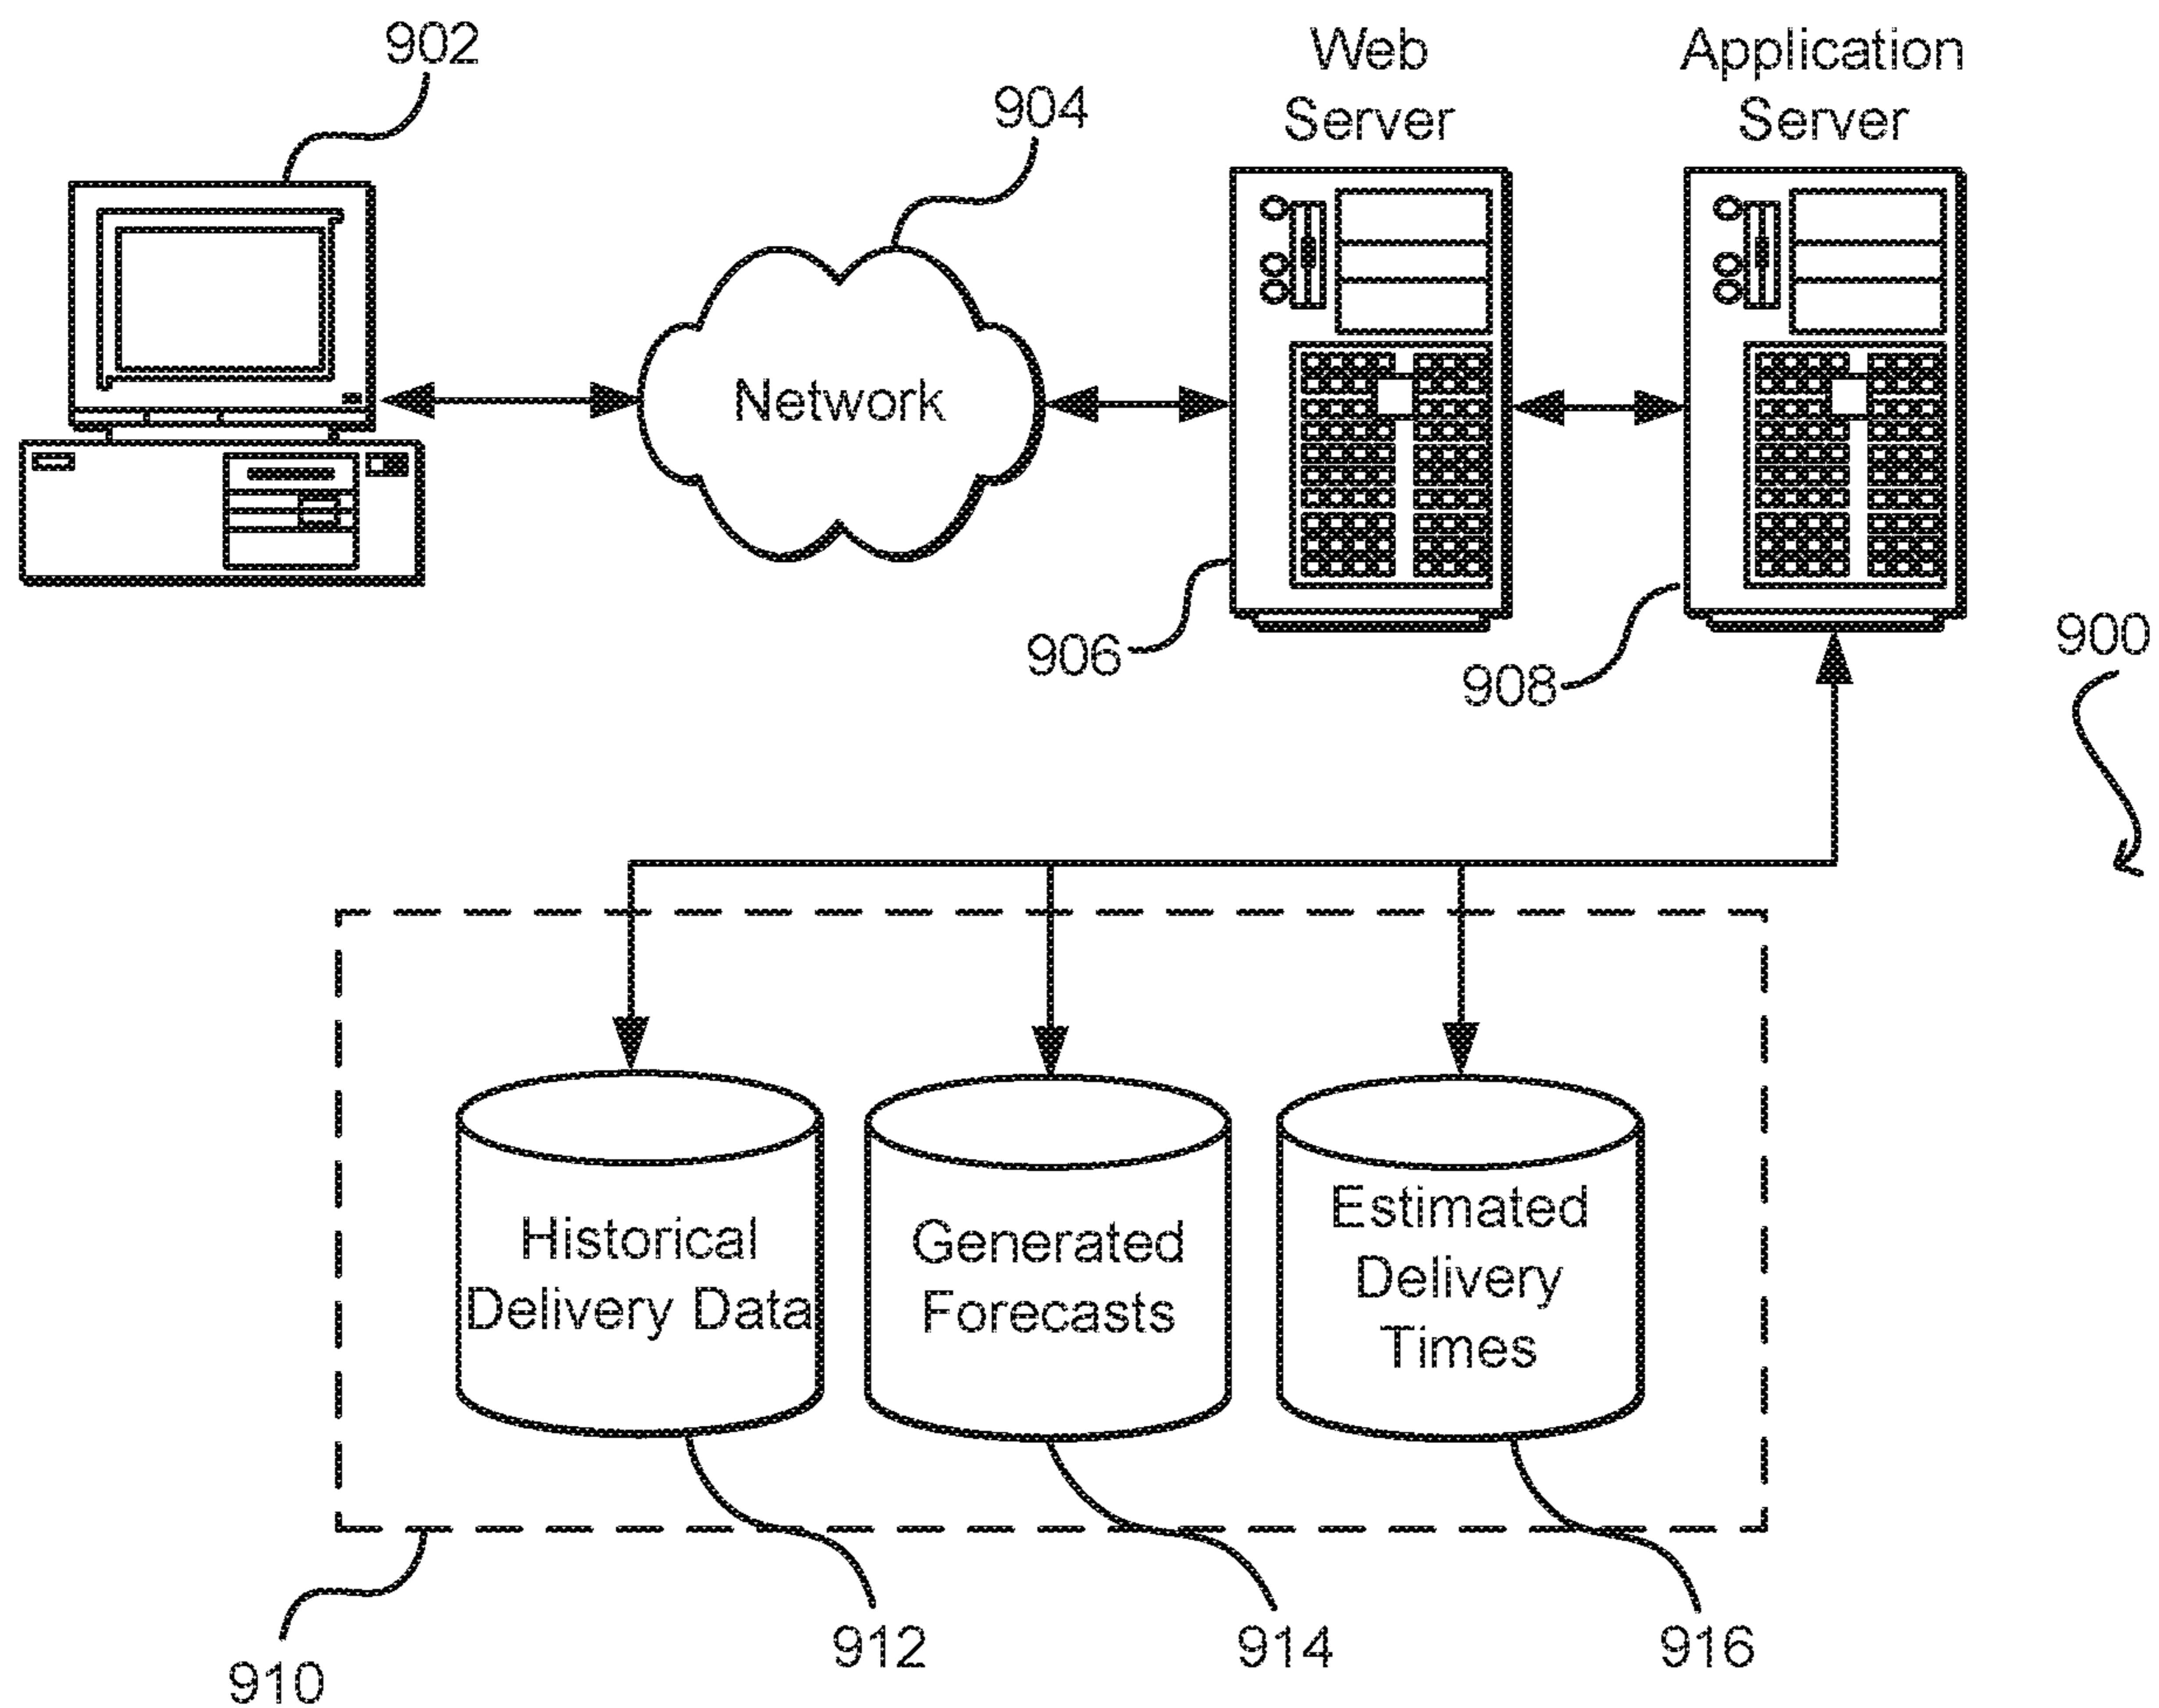 902
904
Web
Server
Application
Server
Network
906
908
900
Historical
Delivery Data
Generated
Forecasts
Estimated
Delivery
Times
910
912
914
916